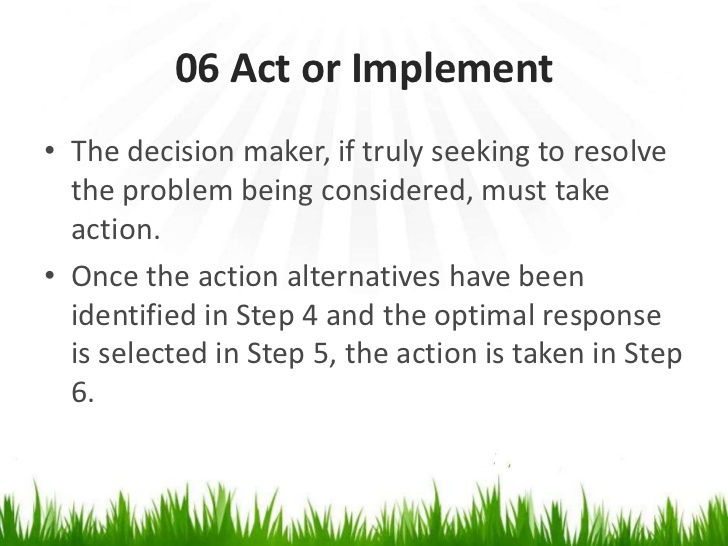 06 Act or Implement
• The decision maker, if truly seeking to resolve
the problem being considered, must take
action.
• Once the action alternatives have been
identified in Step 4 and the optimal response
is selected in Step 5, the action is taken in Step
6.